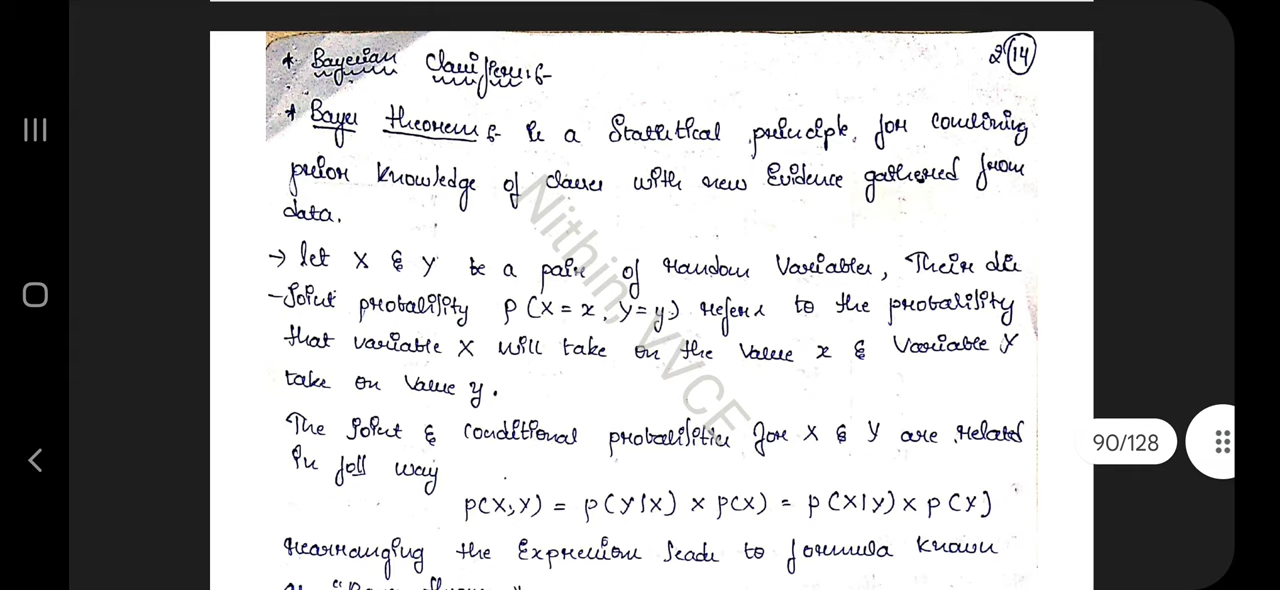 * Bayesian Classifiers:-
2 14
* Bayes theorem:- is a Statistical principle for combining
prior knowledge of classes with new Evidence gathered from
data.
→ let X & Y be a pair of random Variables, Their
-Joint probability P(X = x, Y = y) refers to the probability
that variable X will take on the value x & Variable Y
take on value y.
The Joint & conditional probabilities for X & Y are related
in foll way
P(X,Y) = P(Y|X) × P(X) = P(X|Y) × P(Y)
rearranging the Expression leads to formula known
Nithin, VVCE
90/128